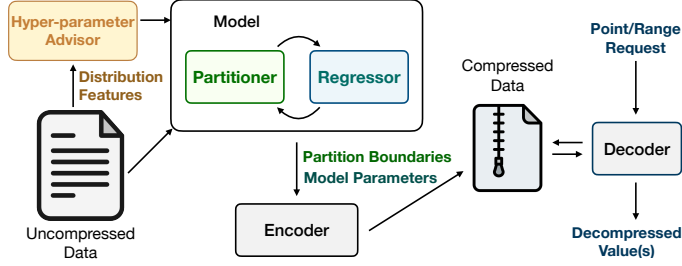 Hyper-parameter
Advisor
Model
Partitioner
Regressor
Distribution
Features
Uncompressed
Data
Partition Boundaries
Model Parameters
Encoder
Compressed
Data
Point/Range
Request
Decoder
Decompressed
Value(s)